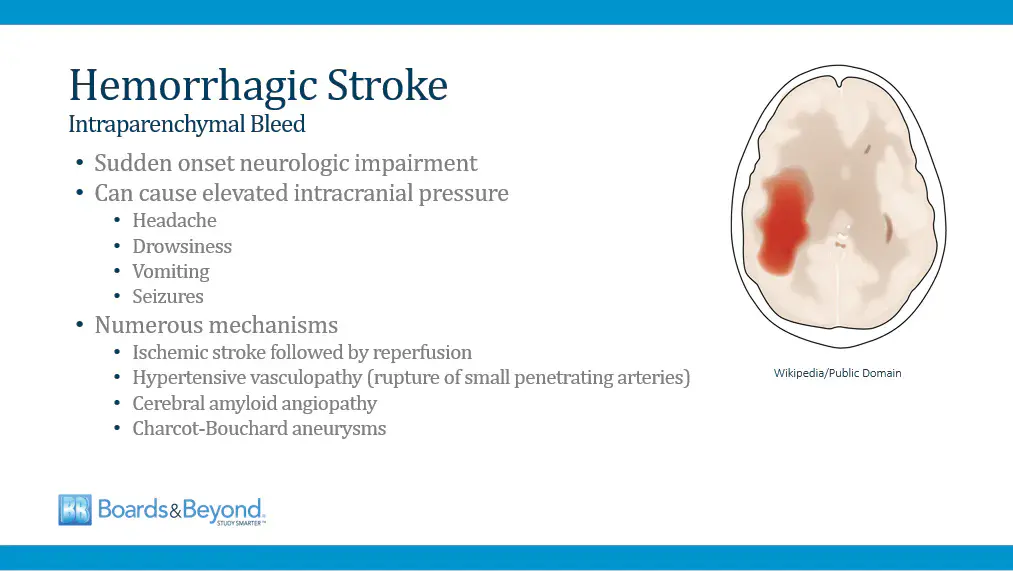 Hemorrhagic Stroke
Intraparenchymal Bleed
• Sudden onset neurologic impairment
• Can cause elevated intracranial pressure
• Headache
• Drowsiness
• Vomiting
• Seizures
• Numerous mechanisms
• Ischemic stroke followed by reperfusion
• Hypertensive vasculopathy (rupture of small penetrating arteries)
• Cerebral amyloid angiopathy
• Charcot-Bouchard aneurysms
Wikipedia/Public Domain
BB Boards&Beyond®
STUDY SMARTER™